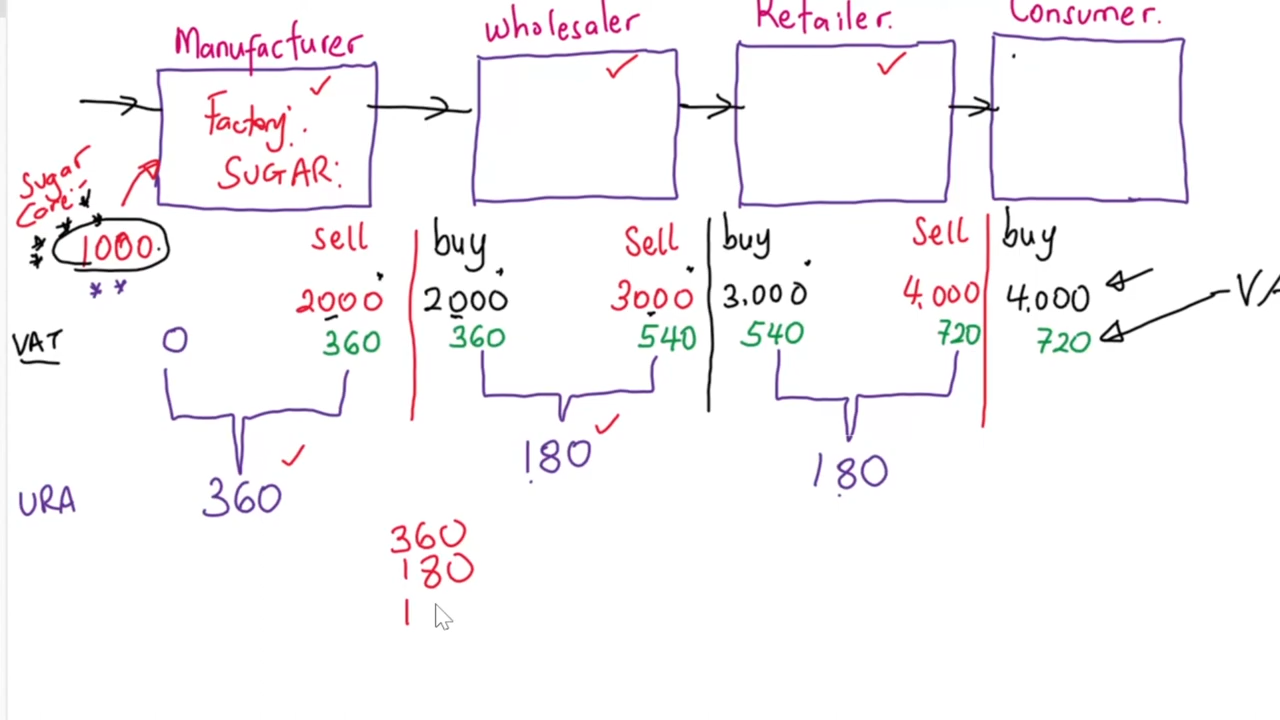 Manufacturer
wholesaler
Retailer.
Consumer.
Factory.
SUGAR:
Sugar
Core:-
1000.
sell
buy
Sell
buy
Sell
buy
2000
2000
3000
3.000
4.000
4.000
VAT
0
360
360
540
540
720
720
360
180
180
URA
360
180
1